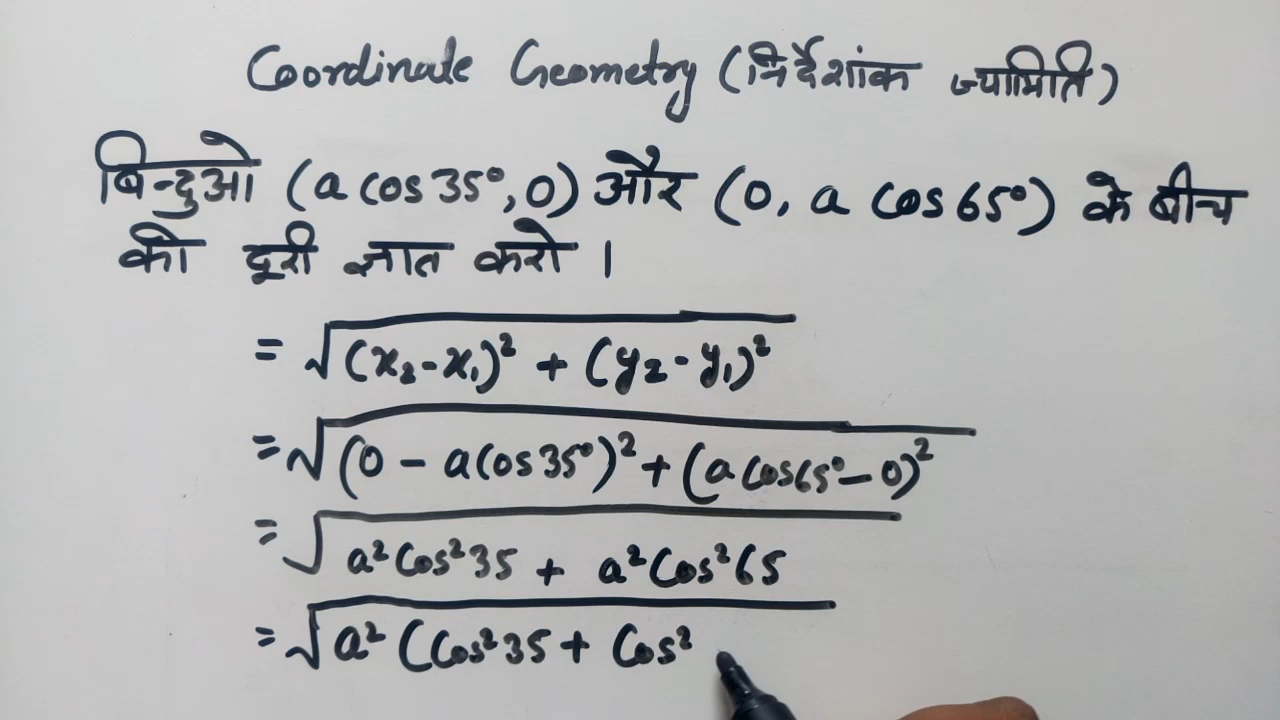 Coordinate Geometry (निर्देशांक ज्यामिति)
बिन्दुओ (a cos 35°, 0) और (0, a cos 65°) के बीच
की दूरी ज्ञात करो ।
= √(x₂-x₁)² + (y₂-y₁)²
= √(0 - a cos 35°)² + (a cos 65° - 0)²
= √a² cos² 35 + a² cos² 65
= √a² (cos² 35 + cos²